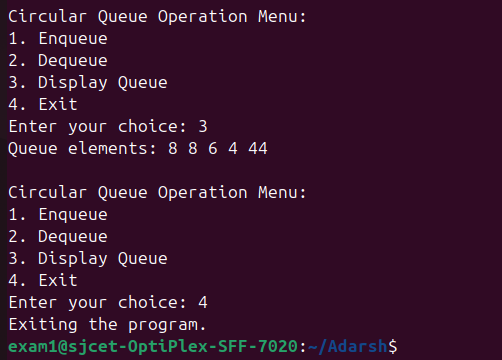 Circular Queue Operation Menu:
1. Enqueue
2. Dequeue
3. Display Queue
4. Exit
Enter your choice: 3
Queue elements: 8 8 6 4 44
Circular Queue Operation Menu:
1. Enqueue
2. Dequeue
3. Display Queue
4. Exit
Enter your choice: 4
Exiting the program.
exam1@sjcet-OptiPlex-SFF-7020:~/Adarsh$